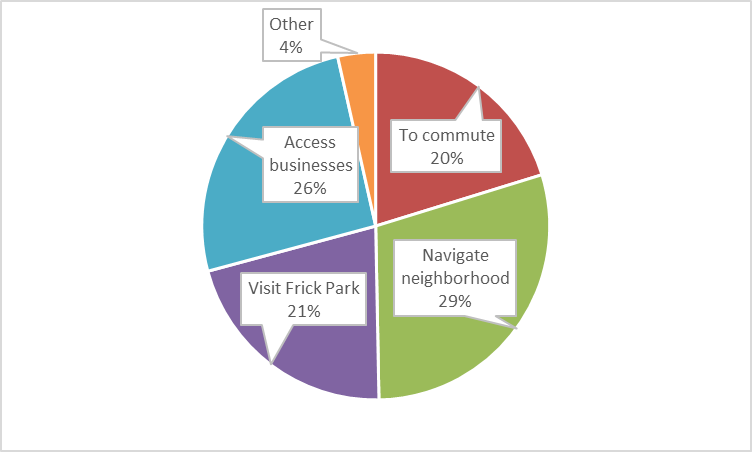 Other
4%
To commute
20%
Access
businesses
26%
Navigate
neighborhood
29%
Visit Frick Park
21%